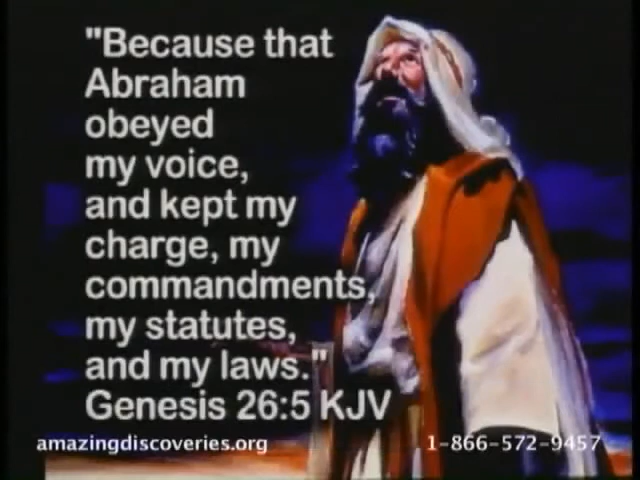 "Because that
Abraham
obeyed
my voice,
and kept my
charge, my
commandments,
my statutes,
and my laws."
Genesis 26:5 KJV
amazingdiscoveries.org 1-866-572-9457